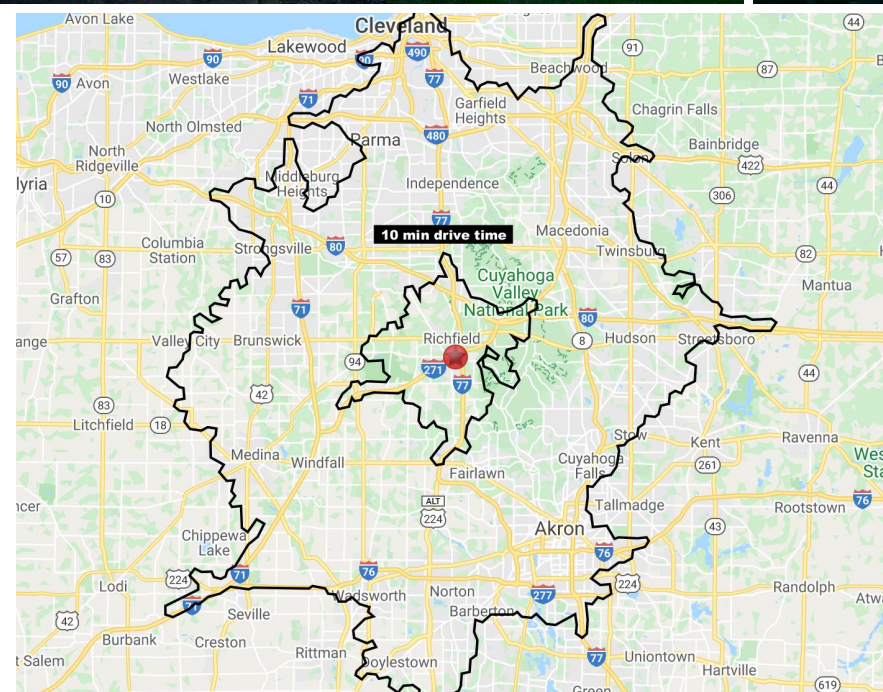 Avon Lake
Cleveland
44
Lakewood
490
90
91
90
90
Avon
Westlake
77
Beachwood
87
71
Garfield
Heights
Chagrin Falls
North Olmsted
480
Parma
North
Ridgeville
Bainbridge
Solon
422
lyria
Middleburg
Heights
Independence
10
306
44
77
10 min drive time
Macedonia
Columbia
Station
Strongsville
80
Twinsburg
82
57
83
Cuyahoga
Valley
National Park
Mantua
Grafton
71
80
ange
Valley City
Brunswick
Richfield
8
Hudson
Streetsboro
94
271
77
44
42
83
Litchfield
18
Stow
Kent
Ravenna
Medina
Windfall
Cuyahoga
Falls
261
Wes
Sta
Fairlawn
76
ncer
ALT
224
Tallmadge
Rootstown
Akron
43
Chippewa
Lake
76
71
76
Lodi
224
Wadsworth
Norton
277
224
Randolph
Atwa
Barberton
42
Seville
Burbank
Creston
Rittman
77
Uniontown
t Salem
Doylestown
Hartville
Green
619